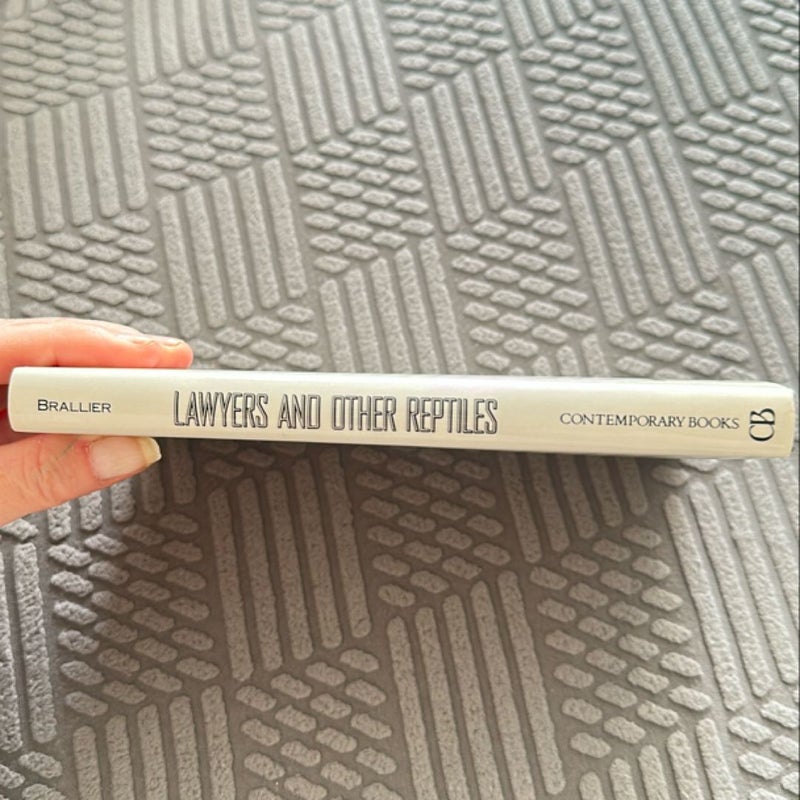 BRALLIER
LAWYERS AND OTHER REPTILES
CONTEMPORARY BOOKS
CB